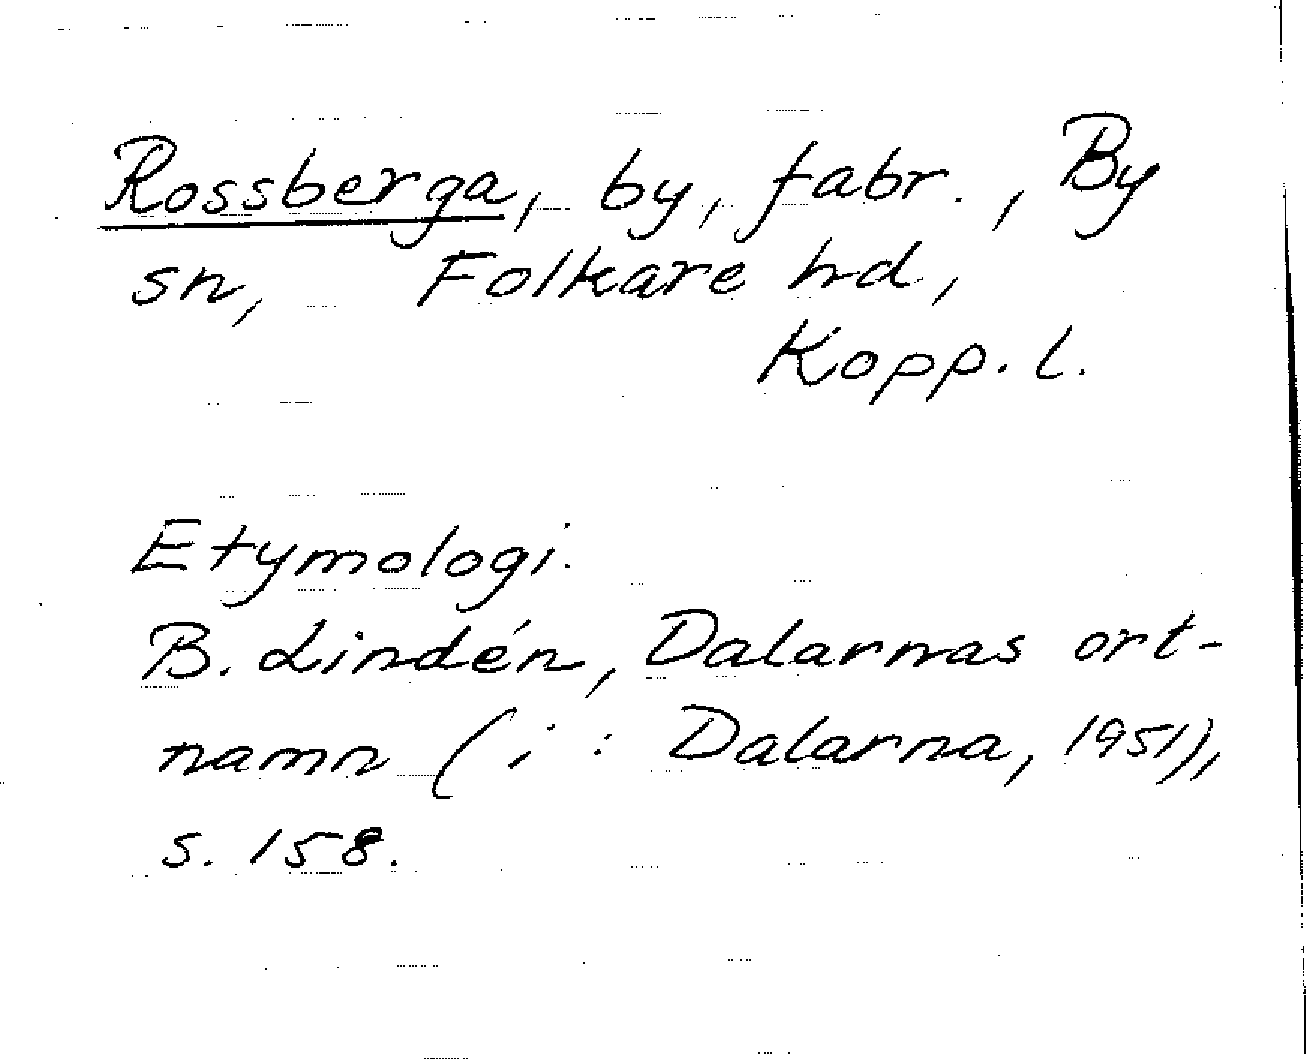 Rossberga, by, fabr., By
sn, Folkare hd,
Kopp. l.
Etymologi.
B. Lindén, Dalarnas ort-
namn (i: Dalarna, 1951),
s. 158.